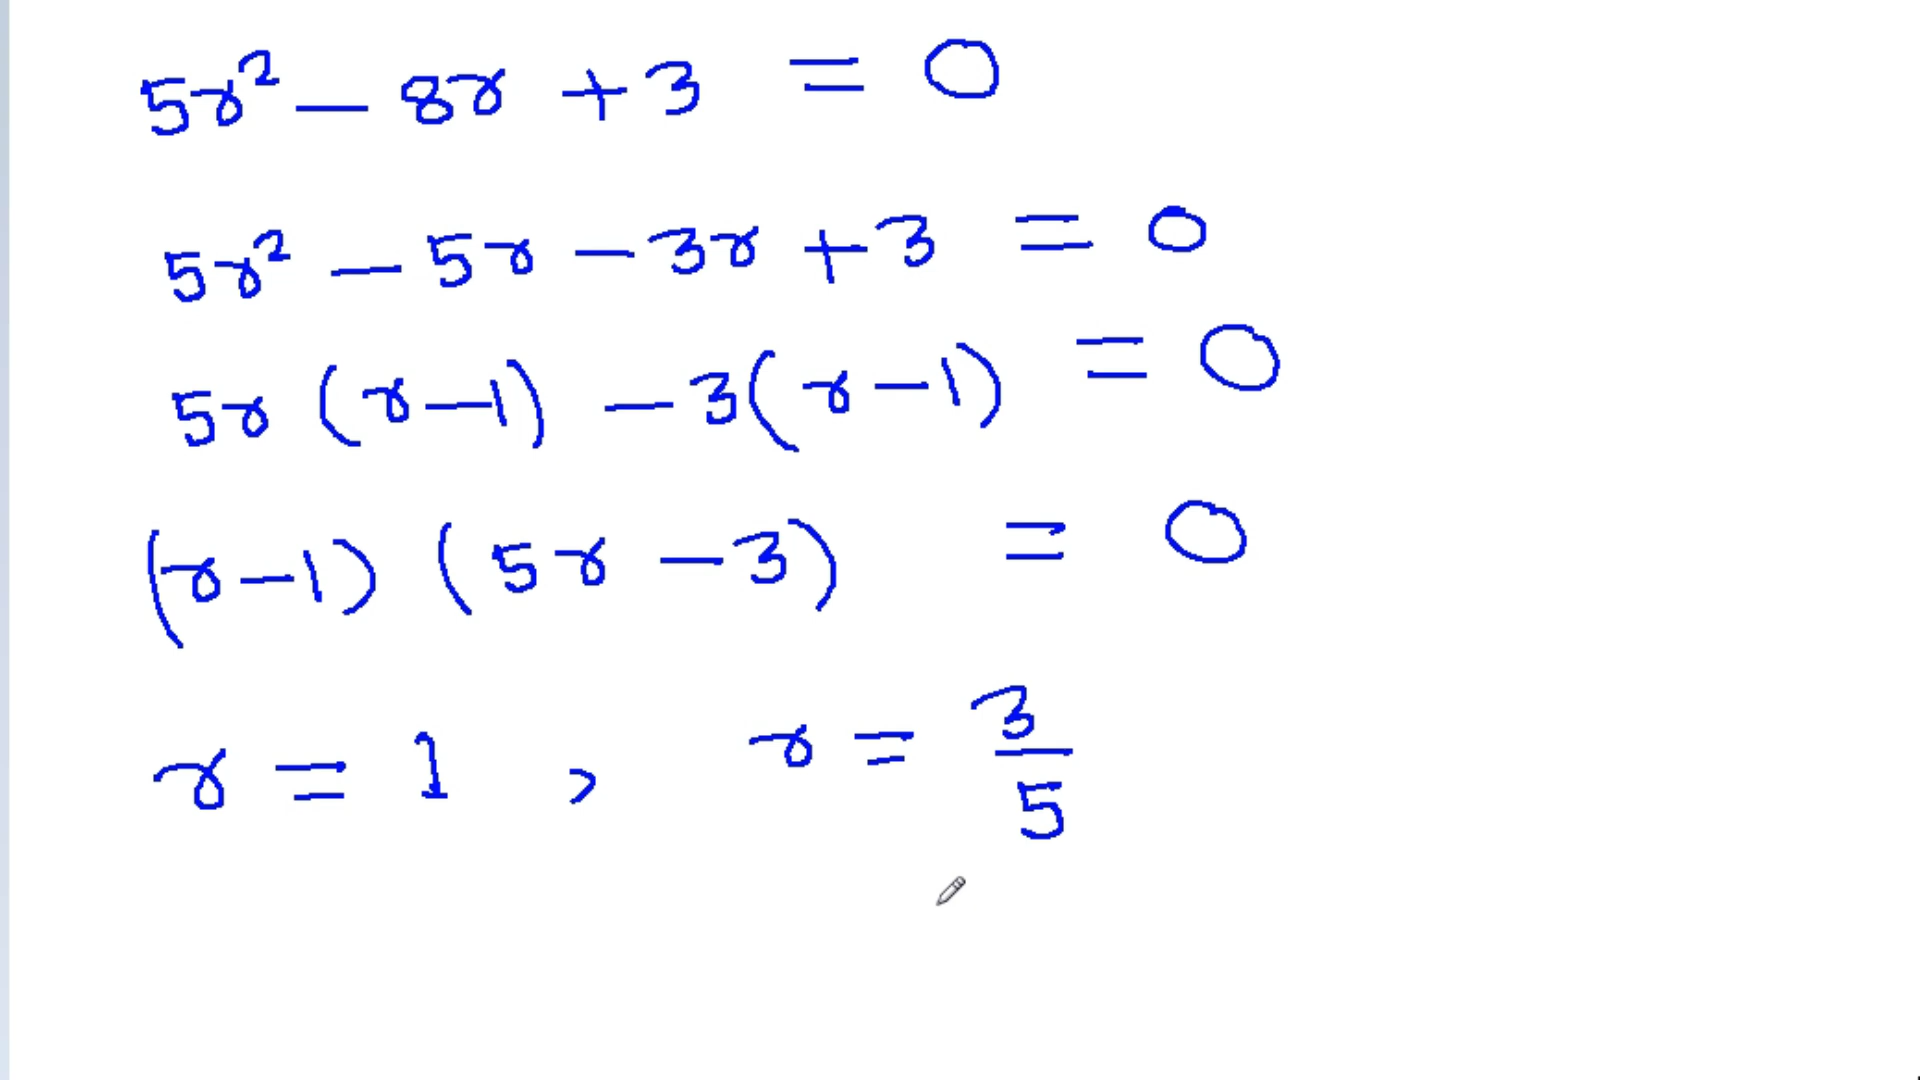 5r² - 8r + 3 = 0
5r² - 5r - 3r + 3 = 0
5r (r-1) - 3(r-1) = 0
(r-1) (5r - 3) = 0
r = 1 , r = 3/5